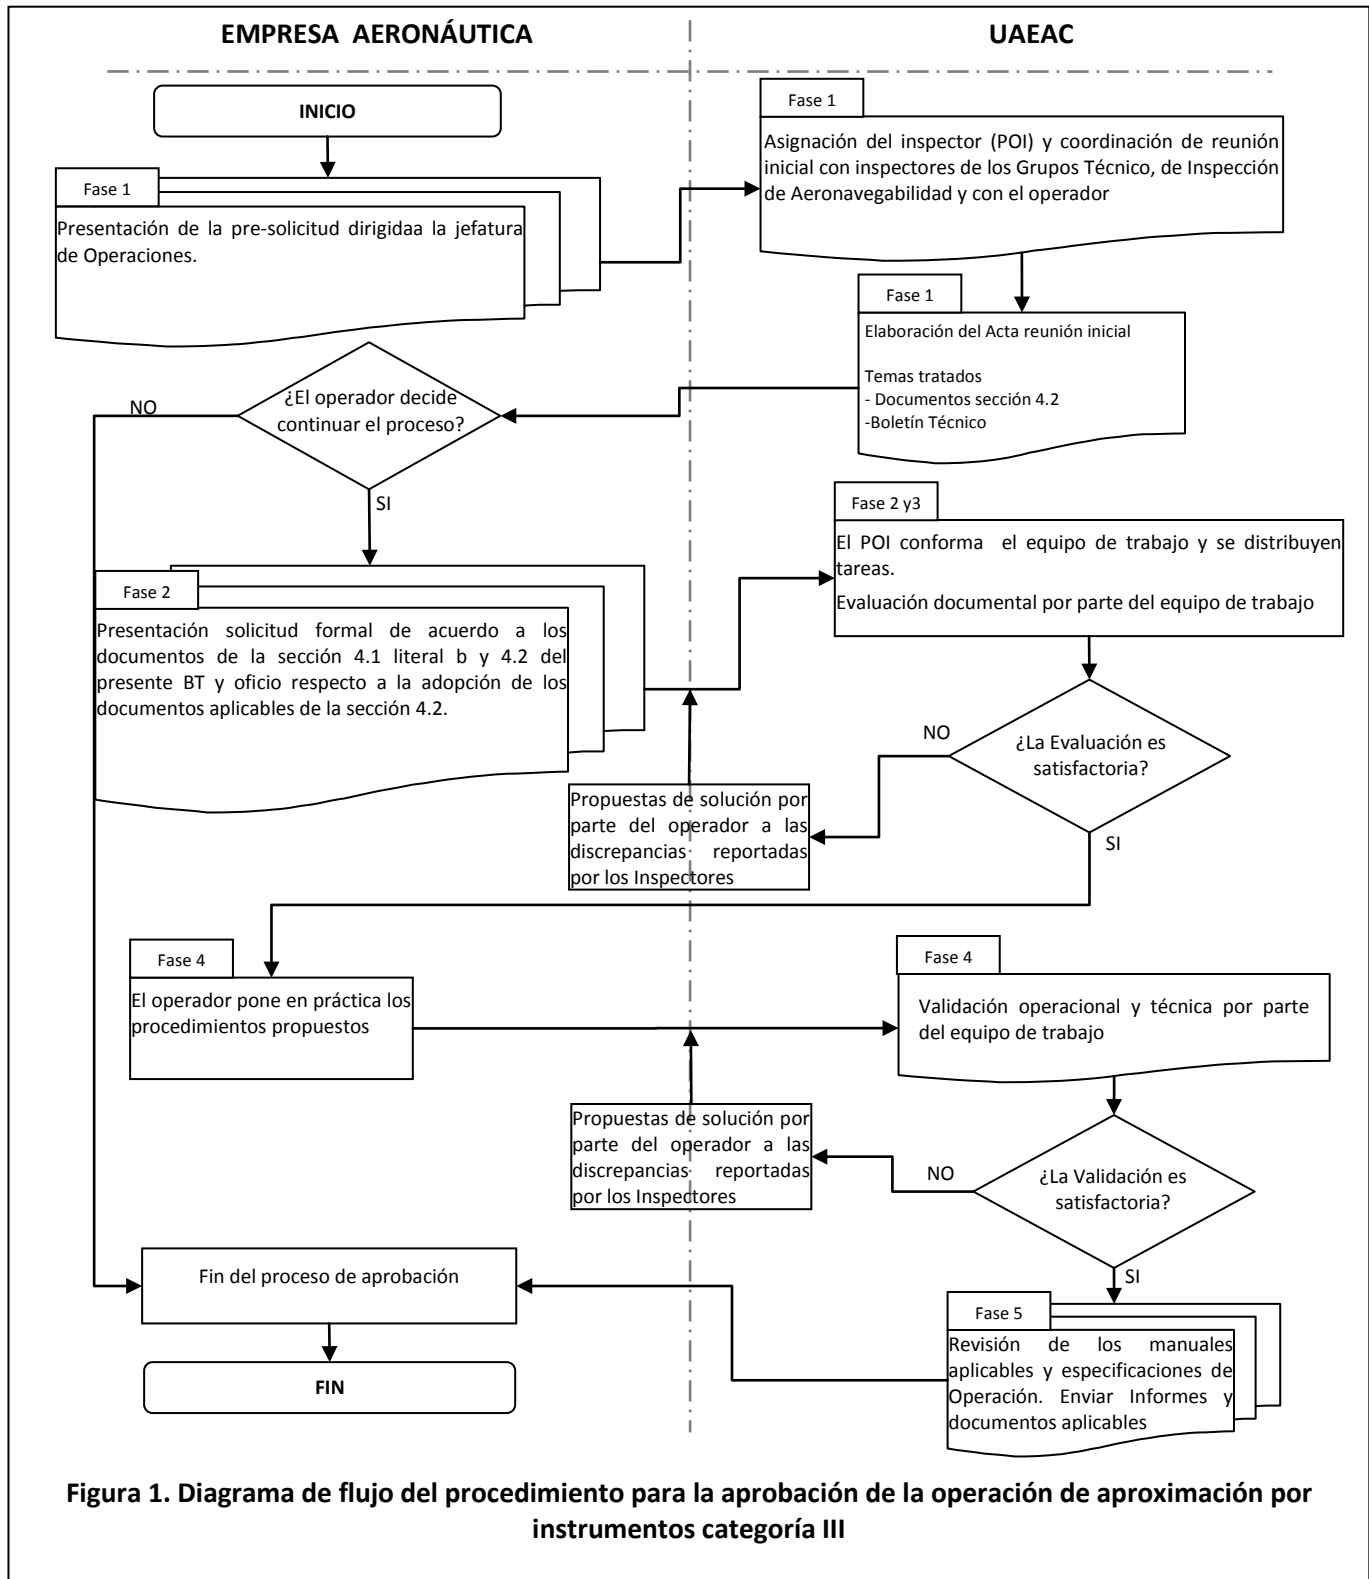 EMPRESA AERONÁUTICA
UAEAC
INICIO
Fase 1
Presentación de la pre-solicitud dirigidaa la jefatura
de Operaciones.
Fase 1
Asignación del inspector (POI) y coordinación de reunión
inicial con inspectores de los Grupos Técnico, de Inspección
de Aeronavegabilidad y con el operador
Fase 1
Elaboración del Acta reunión inicial
Temas tratados
- Documentos sección 4.2
-Boletín Técnico
¿El operador decide
continuar el proceso?
NO
SI
Fase 2
Presentación solicitud formal de acuerdo a los
documentos de la sección 4.1 literal b y 4.2 del
presente BT y oficio respecto a la adopción de los
documentos aplicables de la sección 4.2.
Fase 2 y3
El POI conforma el equipo de trabajo y se distribuyen
tareas.
Evaluación documental por parte del equipo de trabajo
¿La Evaluación es
satisfactoria?
NO
SI
Propuestas de solución por
parte del operador a las
discrepancias reportadas
por los Inspectores
Fase 4
El operador pone en práctica los
procedimientos propuestos
Fase 4
Validación operacional y técnica por parte
del equipo de trabajo
¿La Validación es
satisfactoria?
NO
SI
Propuestas de solución por
parte del operador a las
discrepancias reportadas
por los Inspectores
Fase 5
Revisión de los manuales
aplicables y especificaciones de
Operación. Enviar Informes y
documentos aplicables
Fin del proceso de aprobación
FIN
Figura 1. Diagrama de flujo del procedimiento para la aprobación de la operación de aproximación por
instrumentos categoría III